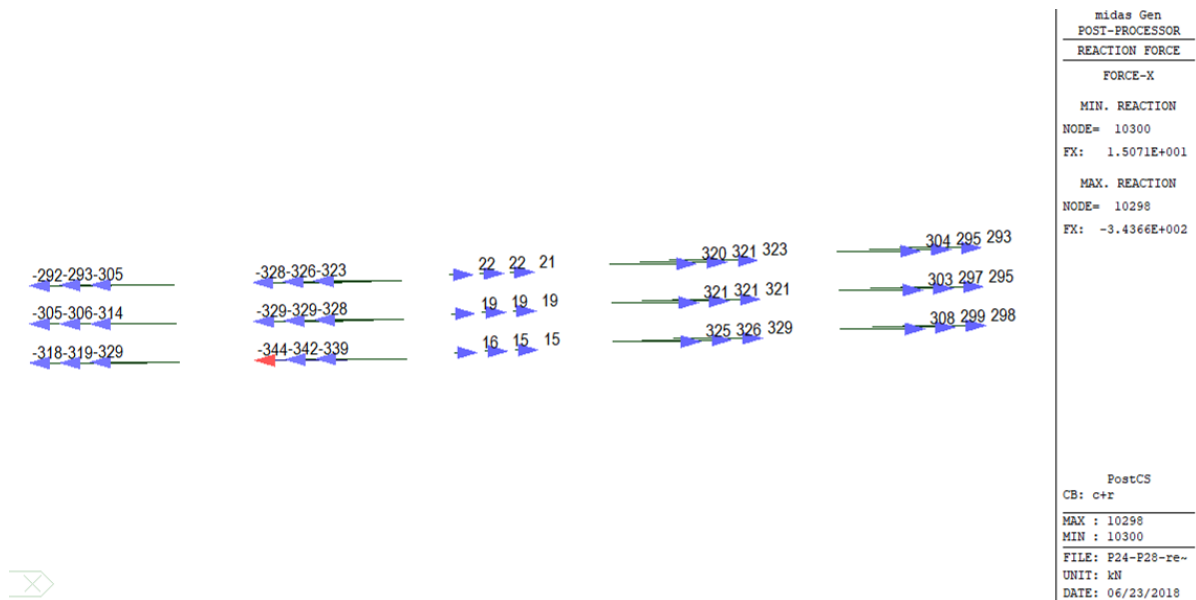 midas Gen
POST-PROCESSOR
REACTION FORCE
FORCE-X
MIN. REACTION
NODE= 10300
FX: 1.5071E+001
MAX. REACTION
NODE= 10298
FX: -3.4366E+002
-292-293-305 -328-326-323 22 22 21 320 321 323 304 295 293
-305-306-314 -329-329-328 19 19 19 321 321 321 303 297 295
-318-319-329 -344-342-339 16 15 15 325 326 329 308 299 298
PostCS
CB: c+r
MAX : 10298
MIN : 10300
FILE: P24-P28-re~
UNIT: kN
DATE: 06/23/2018